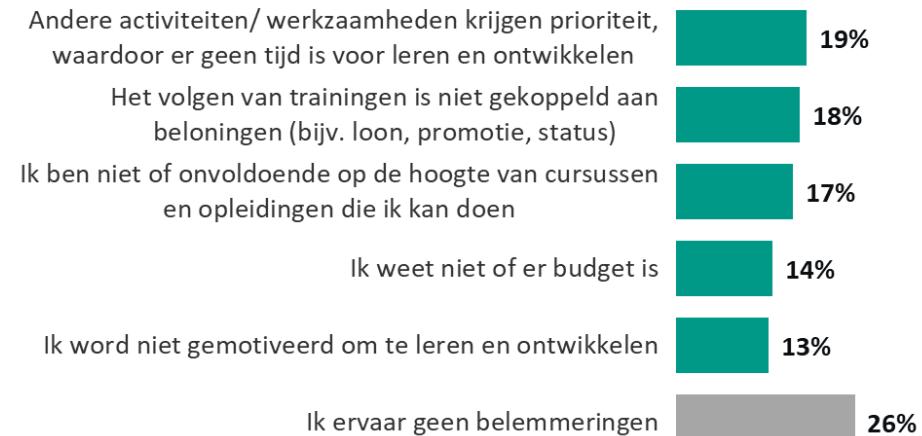 Andere activiteiten/ werkzaamheden krijgen prioriteit,
waardoor er geen tijd is voor leren en ontwikkelen
19%
Het volgen van trainingen is niet gekoppeld aan
beloningen (bijv. loon, promotie, status)
18%
Ik ben niet of onvoldoende op de hoogte van cursussen
en opleidingen die ik kan doen
17%
Ik weet niet of er budget is
14%
Ik word niet gemotiveerd om te leren en ontwikkelen
13%
Ik ervaar geen belemmeringen
26%